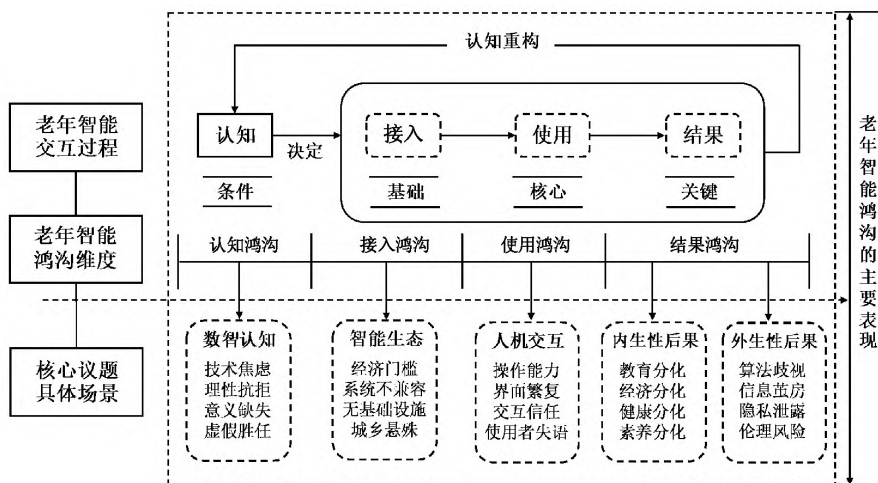 认知重构
老年智能
交互过程
认知
决定
接入
使用
结果
条件
基础
核心
关键
老年智能
鸿沟维度
认知鸿沟
接入鸿沟
使用鸿沟
结果鸿沟
核心议题
具体场景
数智认知
技术焦虑
理性抗拒
意义缺失
虚假胜任
智能生态
经济门槛
系统不兼容
无基础设施
城乡悬殊
人机交互
操作能力
界面繁复
交互信任
使用者失语
内生性后果
教育分化
经济分化
健康分化
素养分化
外生性后果
算法歧视
信息茧房
隐私泄露
伦理风险
老年智能鸿沟的主要表现